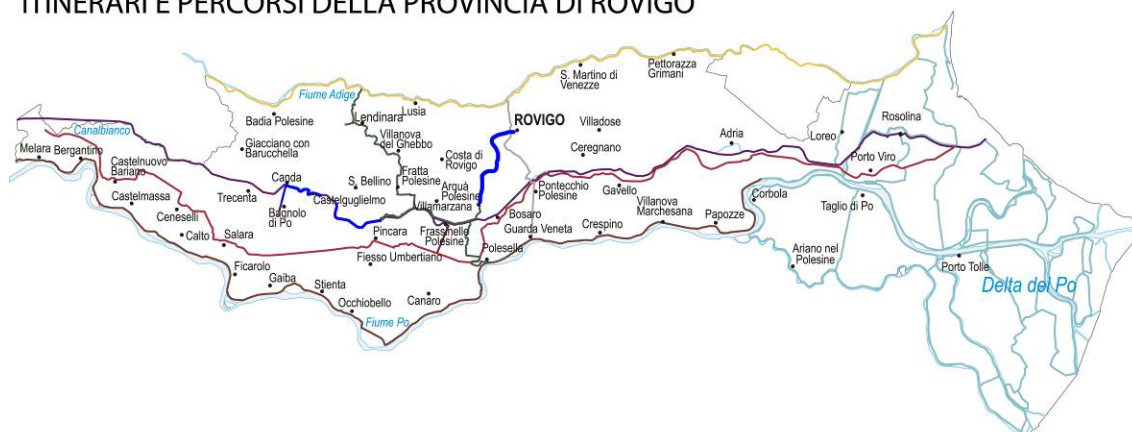 ITINERARI E PERCORSI DELLA PROVINCIA DI ROVIGO
Pettorazza
Grimani
S. Martino di
Venezze
Fiume Adige
Lusia
Badia Polesine
Lendinara
ROVIGO
Villadose
Rosolina
Canalbianco
Villanova
del Ghebbo
Adria
Loreo
Melara
Bergantino
Giacciano con
Barucchella
Costa di
Rovigo
Ceregnano
Porto Viro
Castelnuovo
Bariano
Fratta
Polesine
Canda
S. Bellino
Arquà
Polesine
Pontecchio
Polesine
Gavello
Trecenta
Castelguglielmo
Villamarzana
Corbola
Taglio di Po
Castelmassa
Ceneselli
Bagnolo
di Po
Bosaro
Villanova
Marchesana
Papozze
Calto
Salara
Pincara
Frassinelle
Polesine
Guarda Veneta
Crespino
Fiesso Umbertiano
Polesella
Ariano nel
Polesine
Porto Tolle
Ficarolo
Gaiba
Stienta
Delta del Po
Occhiobello
Canaro
Fiume Po